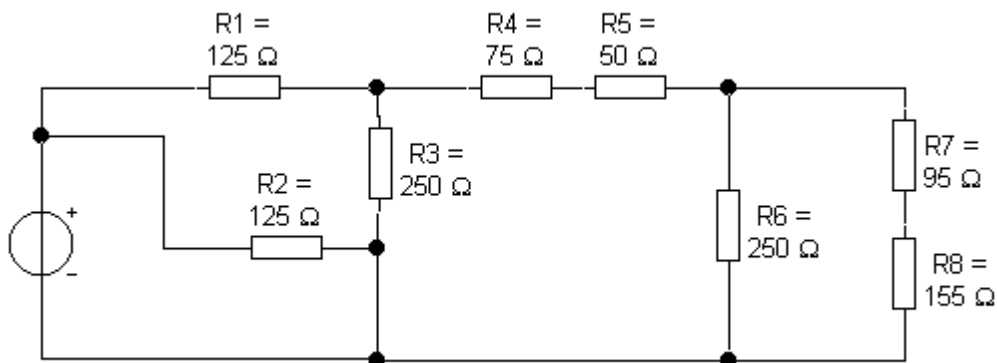 R1 =
125 Ω
R4 =
75 Ω
R5 =
50 Ω
R3 =
250 Ω
R7 =
95 Ω
R2 =
125 Ω
+
−
R6 =
250 Ω
R8 =
155 Ω